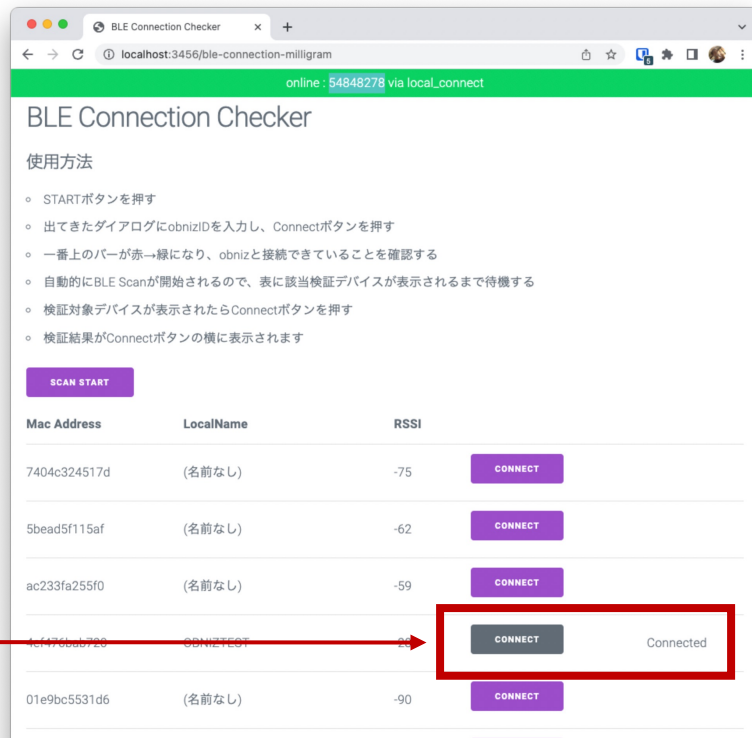 BLE Connection Checker
localhost:3456/ble-connection-milligram
online : 54848278 via local_connect
BLE Connection Checker
使用方法
STARTボタンを押す
出てきたダイアログにobnizIDを入力し、Connectボタンを押す
一番上のバーが赤→緑になり、obnizと接続できていることを確認する
自動的にBLE Scanが開始されるので、表に該当検証デバイスが表示されるまで待機する
検証対象デバイスが表示されたらConnectボタンを押す
検証結果がConnectボタンの横に表示されます
SCAN START
Mac Address LocalName RSSI
7404c324517d (名前なし) -75 CONNECT
5bead5f115af (名前なし) -62 CONNECT
ac233fa255f0 (名前なし) -59 CONNECT
OBNIZTEST CONNECT Connected
01e9bc5531d6 (名前なし) -90 CONNECT